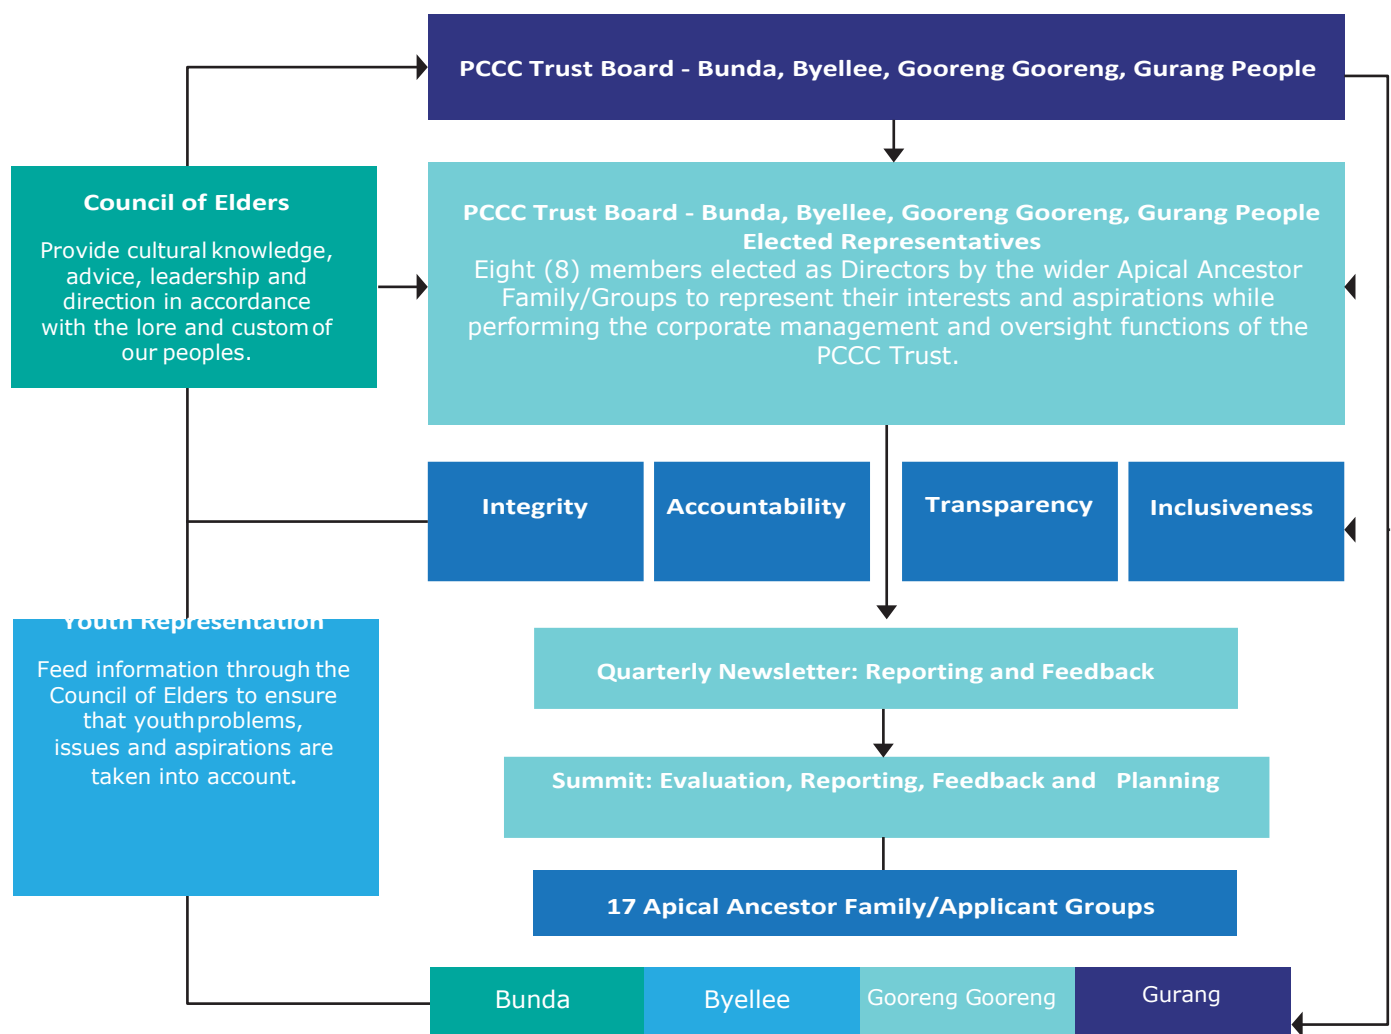 PCCC Trust Board - Bunda, Byellee, Gooreng Gooreng, Gurang People
Council of Elders
Provide cultural knowledge,
advice, leadership and
direction in accordance
with the lore and custom of
our peoples.
PCCC Trust Board - Bunda, Byellee, Gooreng Gooreng, Gurang People
Elected Representatives
Eight (8) members elected as Directors by the wider Apical Ancestor
Family/Groups to represent their interests and aspirations while
performing the corporate management and oversight functions of the
PCCC Trust.
Integrity
Accountability
Transparency
Inclusiveness
Youth Representation
Feed information through the
Council of Elders to ensure
that youth problems,
issues and aspirations are
taken into account.
Quarterly Newsletter: Reporting and Feedback
Summit: Evaluation, Reporting, Feedback and Planning
17 Apical Ancestor Family/Applicant Groups
Bunda
Byellee
Gooreng Gooreng
Gurang